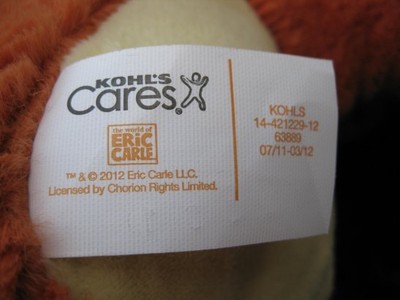 KOHL'S
Cares®
the world of
ERiC
CARLE
™ & © 2012 Eric Carle LLC.
Licensed by Chorion Rights Limited.
KOHLS
14-421229-12
63889
07/11-03/12